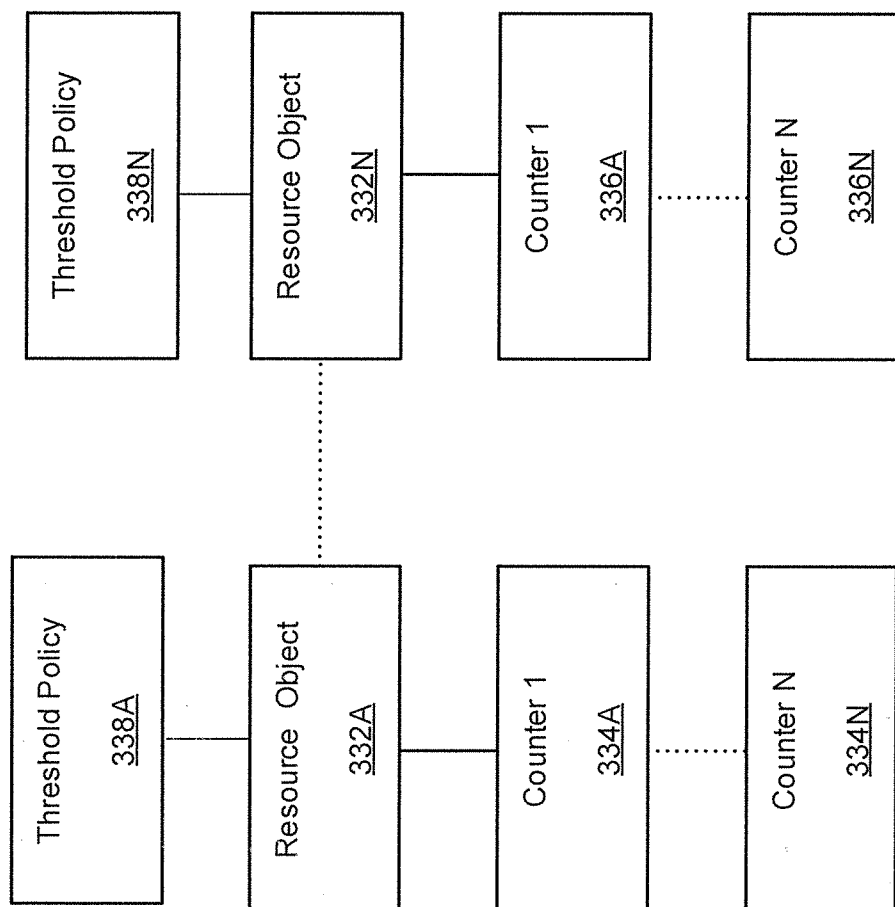 Threshold Policy
338A
Resource Object
332A
Counter 1
334A
Counter N
334N
Threshold Policy
338N
Resource Object
332N
Counter 1
336A
Counter N
336N